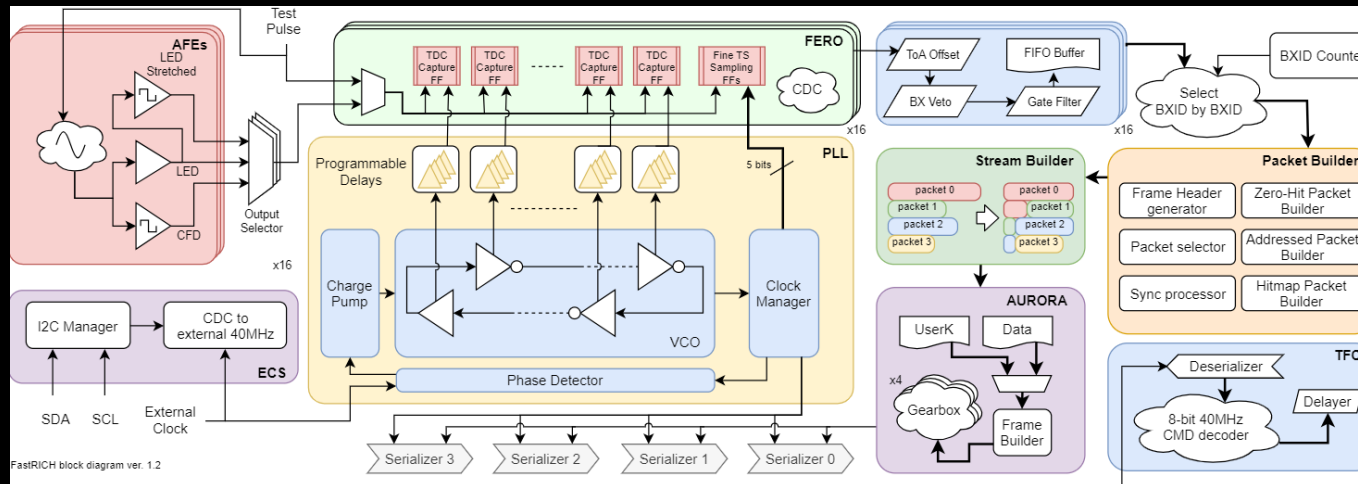 Test
Pulse
AFEs
LED
Stretched
LED
CFD
Output
Selector
x16
FERO
TDC
Capture
FF
TDC
Capture
FF
TDC
Capture
FF
TDC
Capture
FF
Fine TS
Sampling
FFs
CDC
x16
ToA Offset
FIFO Buffer
BX Veto
Gate Filter
x16
BXID Counte
Select
BXID by BXID
Programmable
Delays
PLL
5 bits
Charge
Pump
VCO
Clock
Manager
Phase Detector
Stream Builder
packet 0
packet 1
packet 2
packet 3
packet 0
packet 1
packet 2
packet 3
Packet Builder
Frame Header
generator
Zero-Hit Packet
Builder
Packet selector
Addressed Packet
Builder
Sync processor
Hitmap Packet
Builder
I2C Manager
CDC to
external 40MHz
ECS
SDA
SCL
External
Clock
AURORA
UserK
Data
x4
Gearbox
Frame
Builder
TFC
Deserializer
8-bit 40MHz
CMD decoder
Delayer
Serializer 3
Serializer 2
Serializer 1
Serializer 0
FastRICH block diagram ver. 1.2